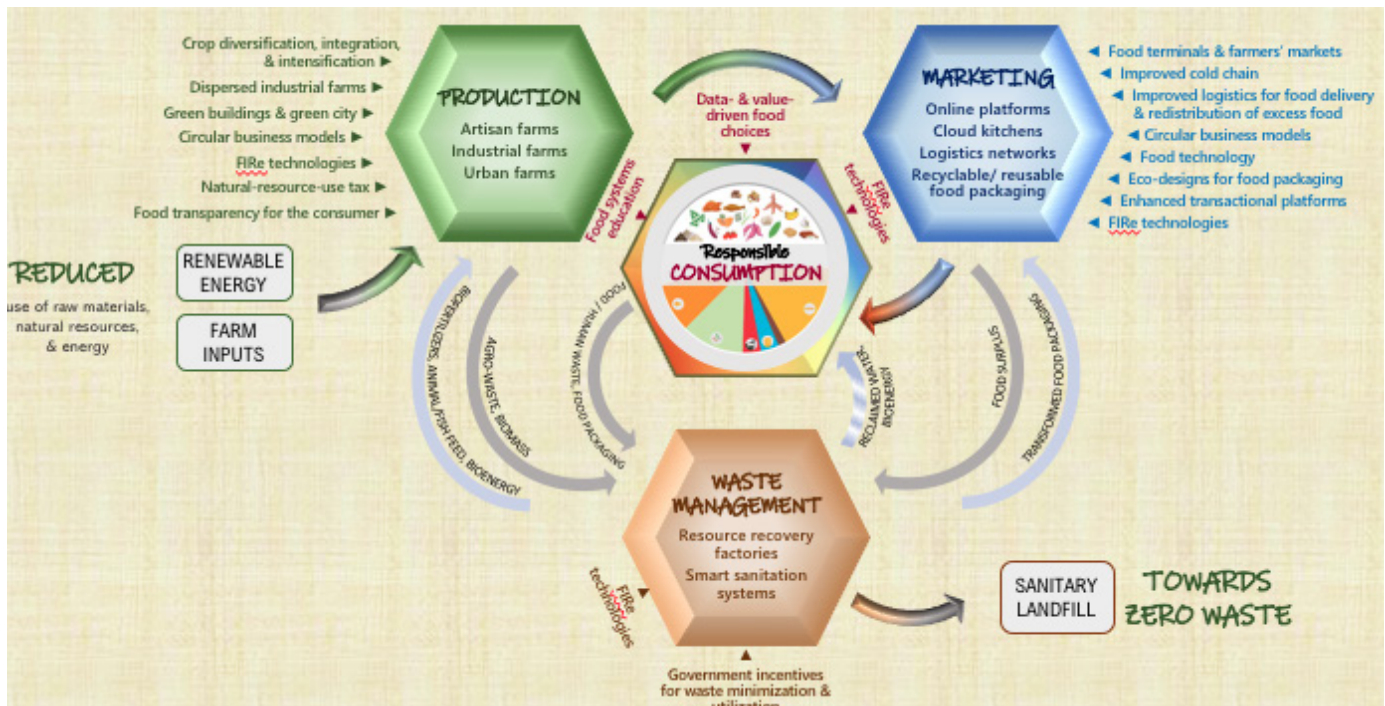 Crop diversification, integration,
& intensification ►
Dispersed industrial farms ►
Green buildings & green city ►
Circular business models ►
FIRe technologies ►
Natural-resource-use tax ►
Food transparency for the consumer ►
PRODUCTION
Artisan farms
Industrial farms
Urban farms
Data- & value-
driven food
choices
MARKETING
Online platforms
Cloud kitchens
Logistics networks
Recyclable/ reusable
food packaging
◄ Food terminals & farmers' markets
◄ Improved cold chain
◄ Improved logistics for food delivery
& redistribution of excess food
◄ Circular business models
◄ Food technology
◄ Eco-designs for food packaging
◄ Enhanced transactional platforms
◄ FIRe technologies
Food systems
education
FIRe
technologies
Responsible
CONSUMPTION
REDUCED
use of raw materials,
natural resources,
& energy
RENEWABLE
ENERGY
FARM
INPUTS
BIOFERTILIZERS, ANIMAL/FISH FEED, BIOENERGY
AGRO-WASTE, BIOMASS
FOOD / HUMAN WASTE, FOOD PACKAGING
RECLAIMED WATER,
BIOENERGY
FOOD SURPLUS
TRANSFORMED FOOD PACKAGING
WASTE
MANAGEMENT
Resource recovery
factories
Smart sanitation
systems
FIRe
technologies
Government incentives
for waste minimization &
utilization
SANITARY
LANDFILL
TOWARDS
ZERO WASTE